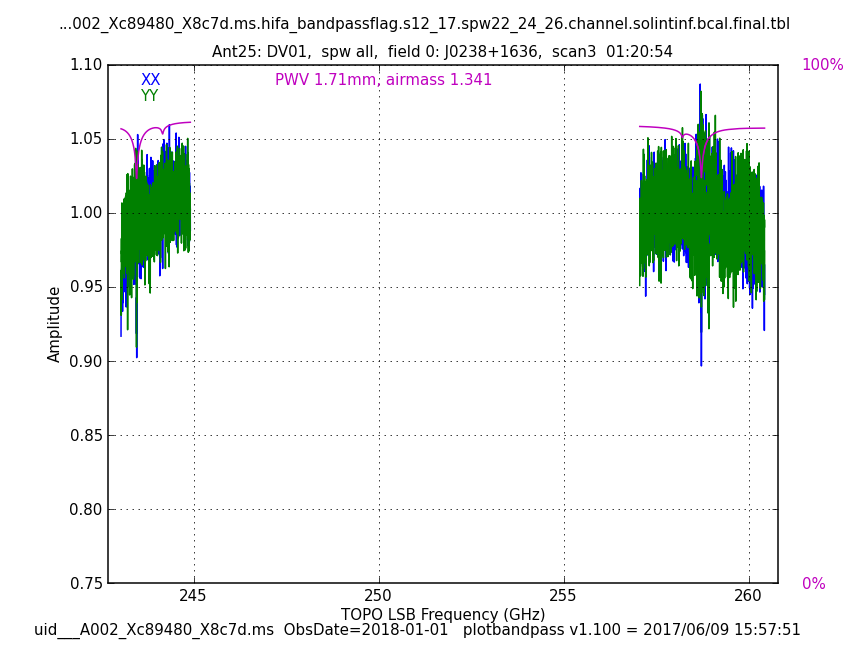 ...002_Xc89480_X8c7d.ms.hifa_bandpassflag.s12_17.spw22_24_26.channel.solintinf.bcal.final.tbl
Ant25: DV01,  spw all,  field 0: J0238+1636,  scan3  01:20:54
1.10
100%
XX
PWV 1.71mm, airmass 1.341
YY
1.05
1.00
0.95
Amplitude
0.90
0.85
0.80
0.75
0%
245
250
255
260
TOPO LSB Frequency (GHz)
uid___A002_Xc89480_X8c7d.ms  ObsDate=2018-01-01   plotbandpass v1.100 = 2017/06/09 15:57:51